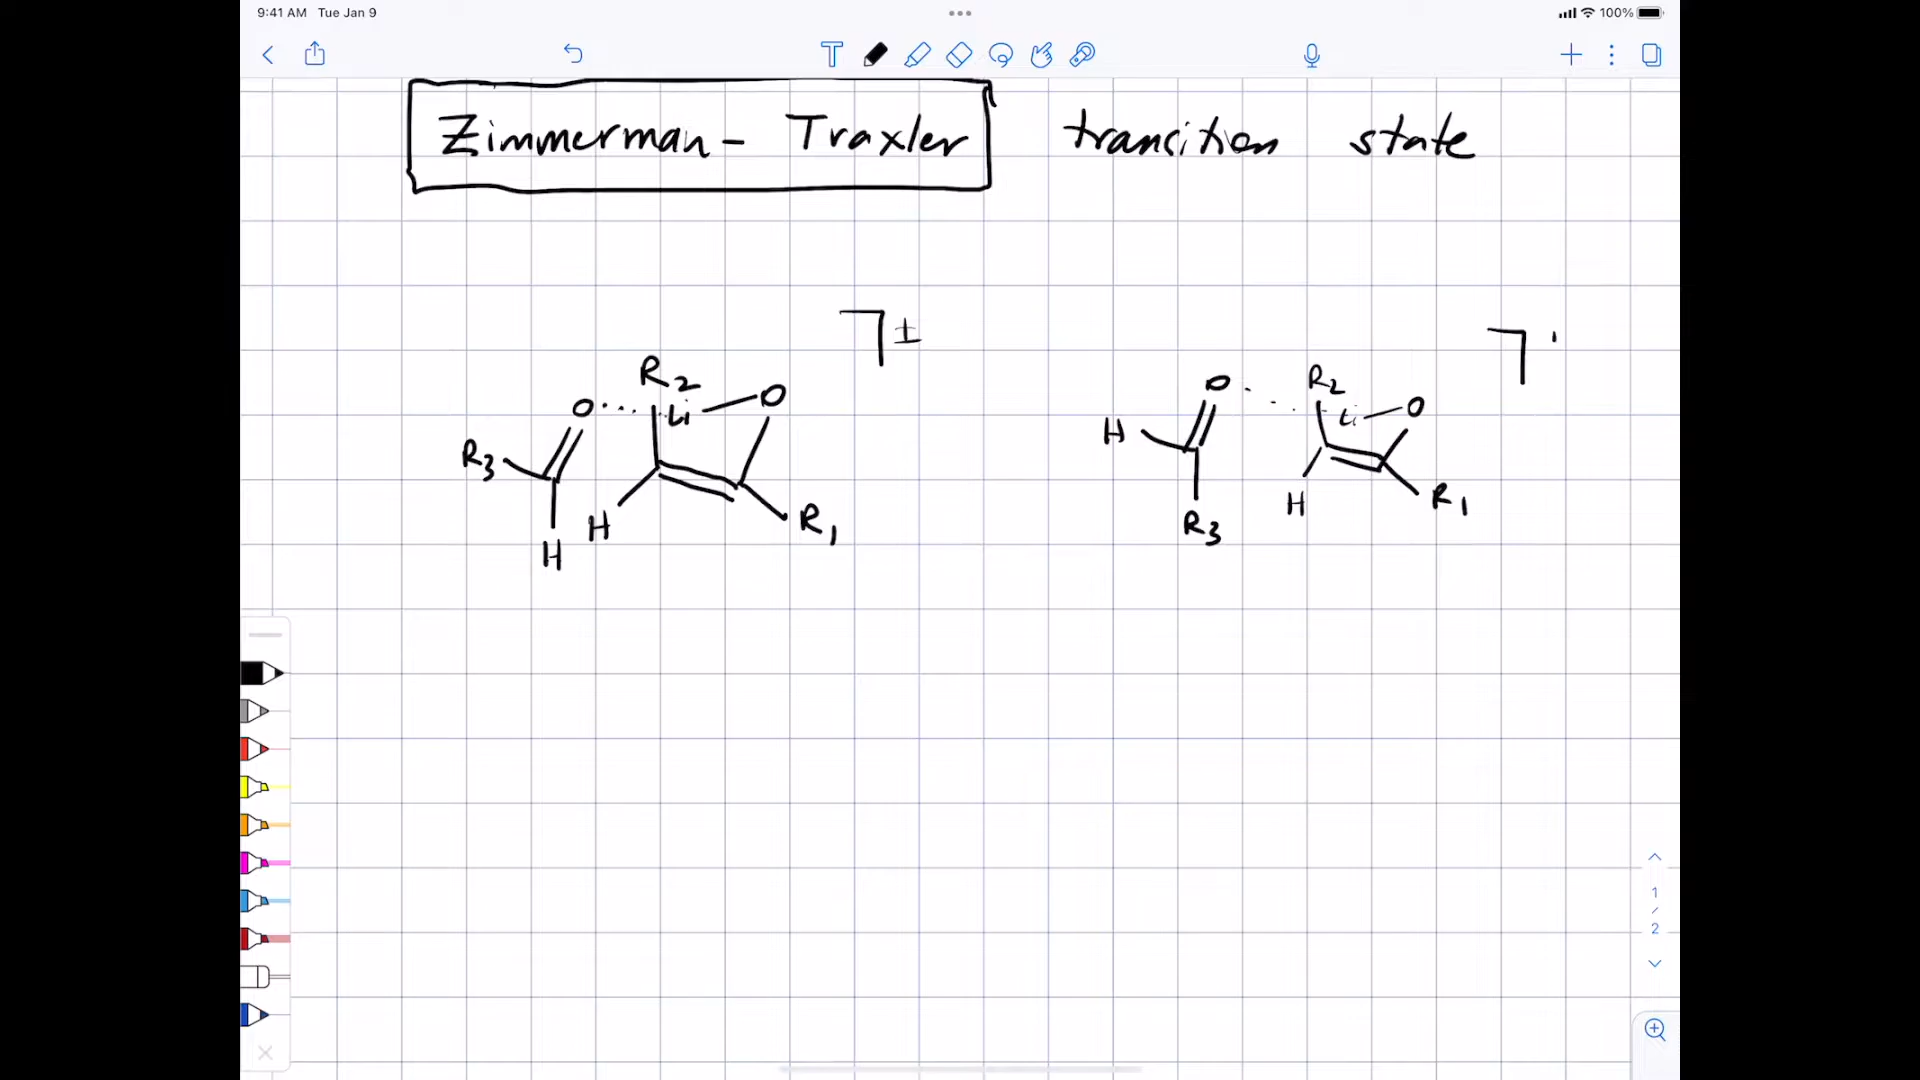 9:41 AM Tue Jan 9
100%
Zimmerman - Traxler transition state
R2
R2
O
Li
O
O
Li
O
R3
H
H
H
R1
H
R1
R3
H
1
/
2